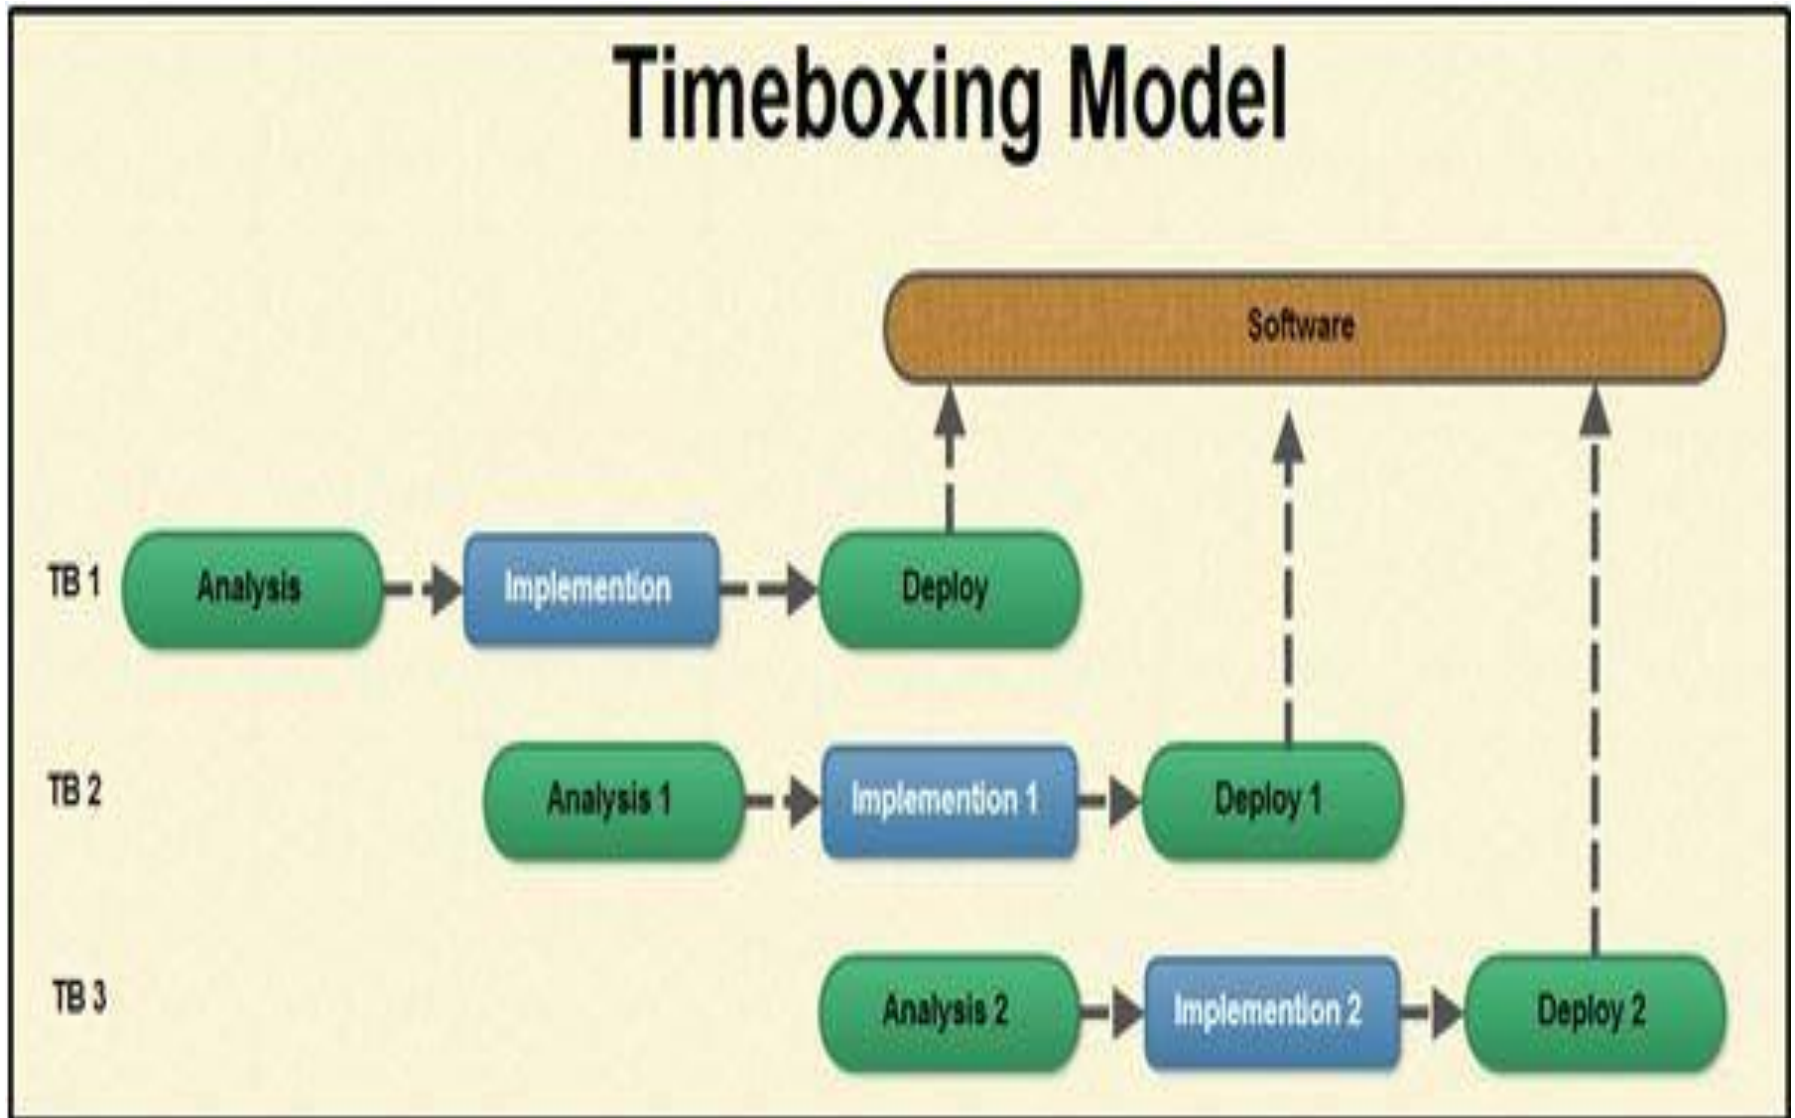 Timeboxing Model
Software
TB 1
Analysis
Implemention
Deploy
TB 2
Analysis 1
Implemention 1
Deploy 1
TB 3
Analysis 2
Implemention 2
Deploy 2